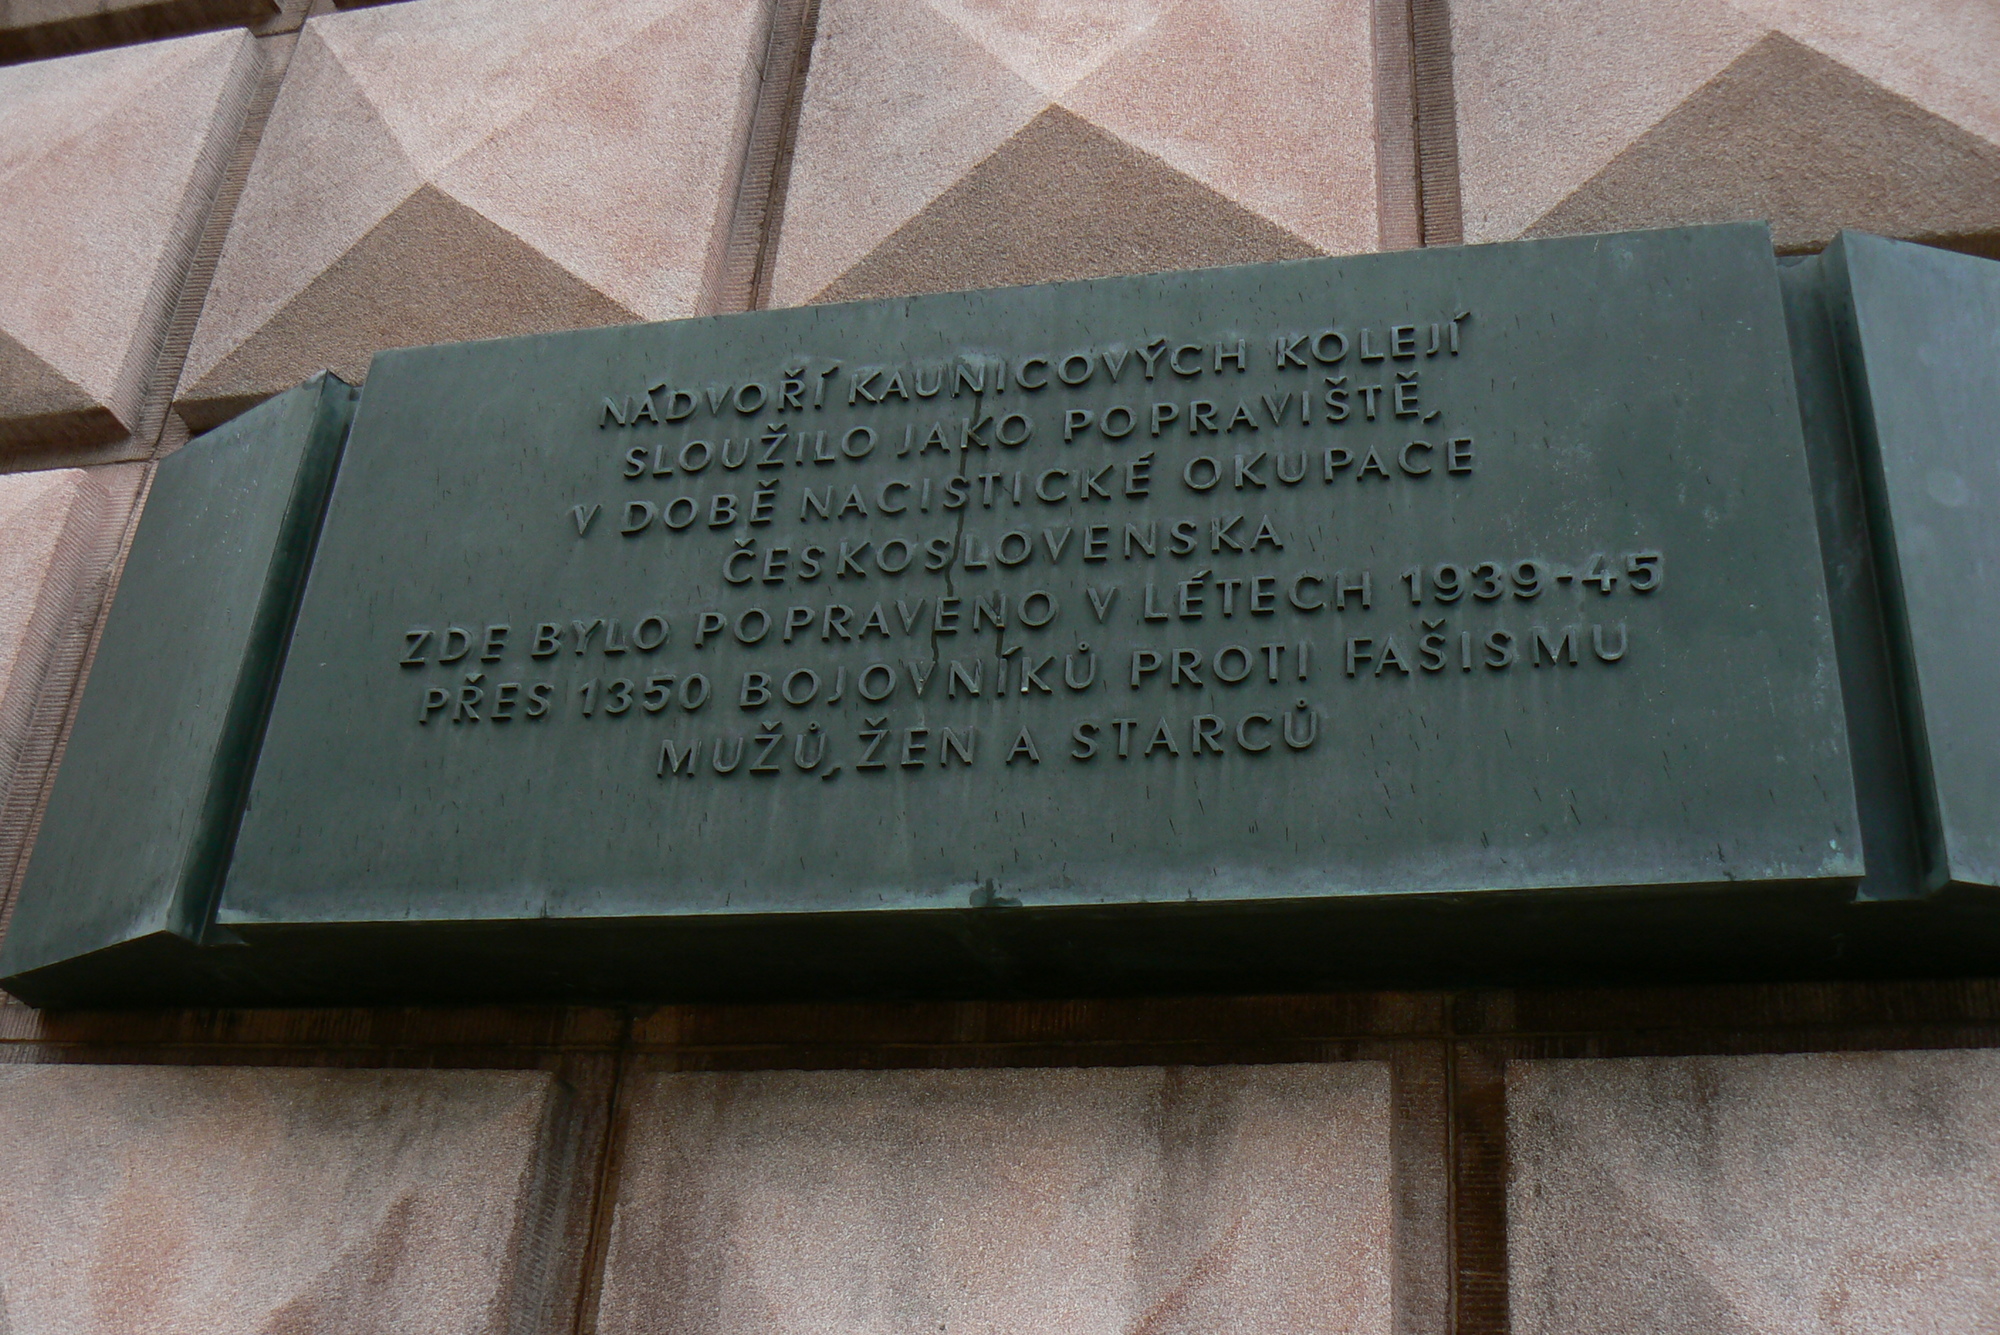 NÁDVOŘÍ KAUNICOVÝCH KOLEJÍ
SLOUŽILO JAKO POPRAVIŠTĚ,
V DOBĚ NACISTICKÉ OKUPACE
ČESKOSLOVENSKA
ZDE BYLO POPRAVENO V LÉTECH 1939-45
PŘES 1350 BOJOVNÍKŮ PROTI FAŠISMU
MUŽŮ, ŽEN A STARCŮ